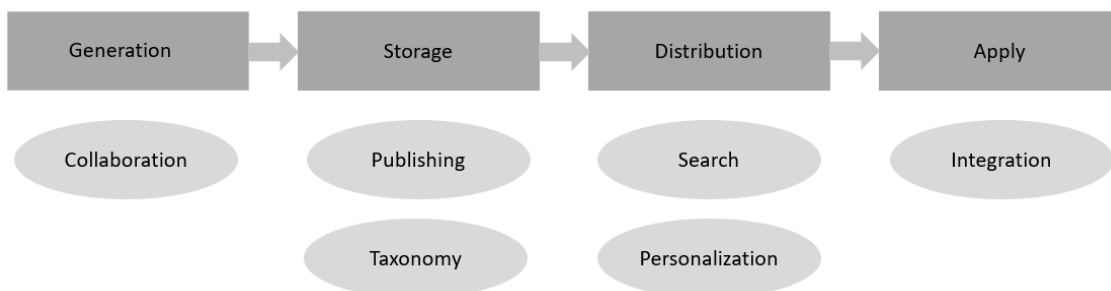 Generation
Storage
Distribution
Apply
Collaboration
Publishing
Search
Integration
Taxonomy
Personalization